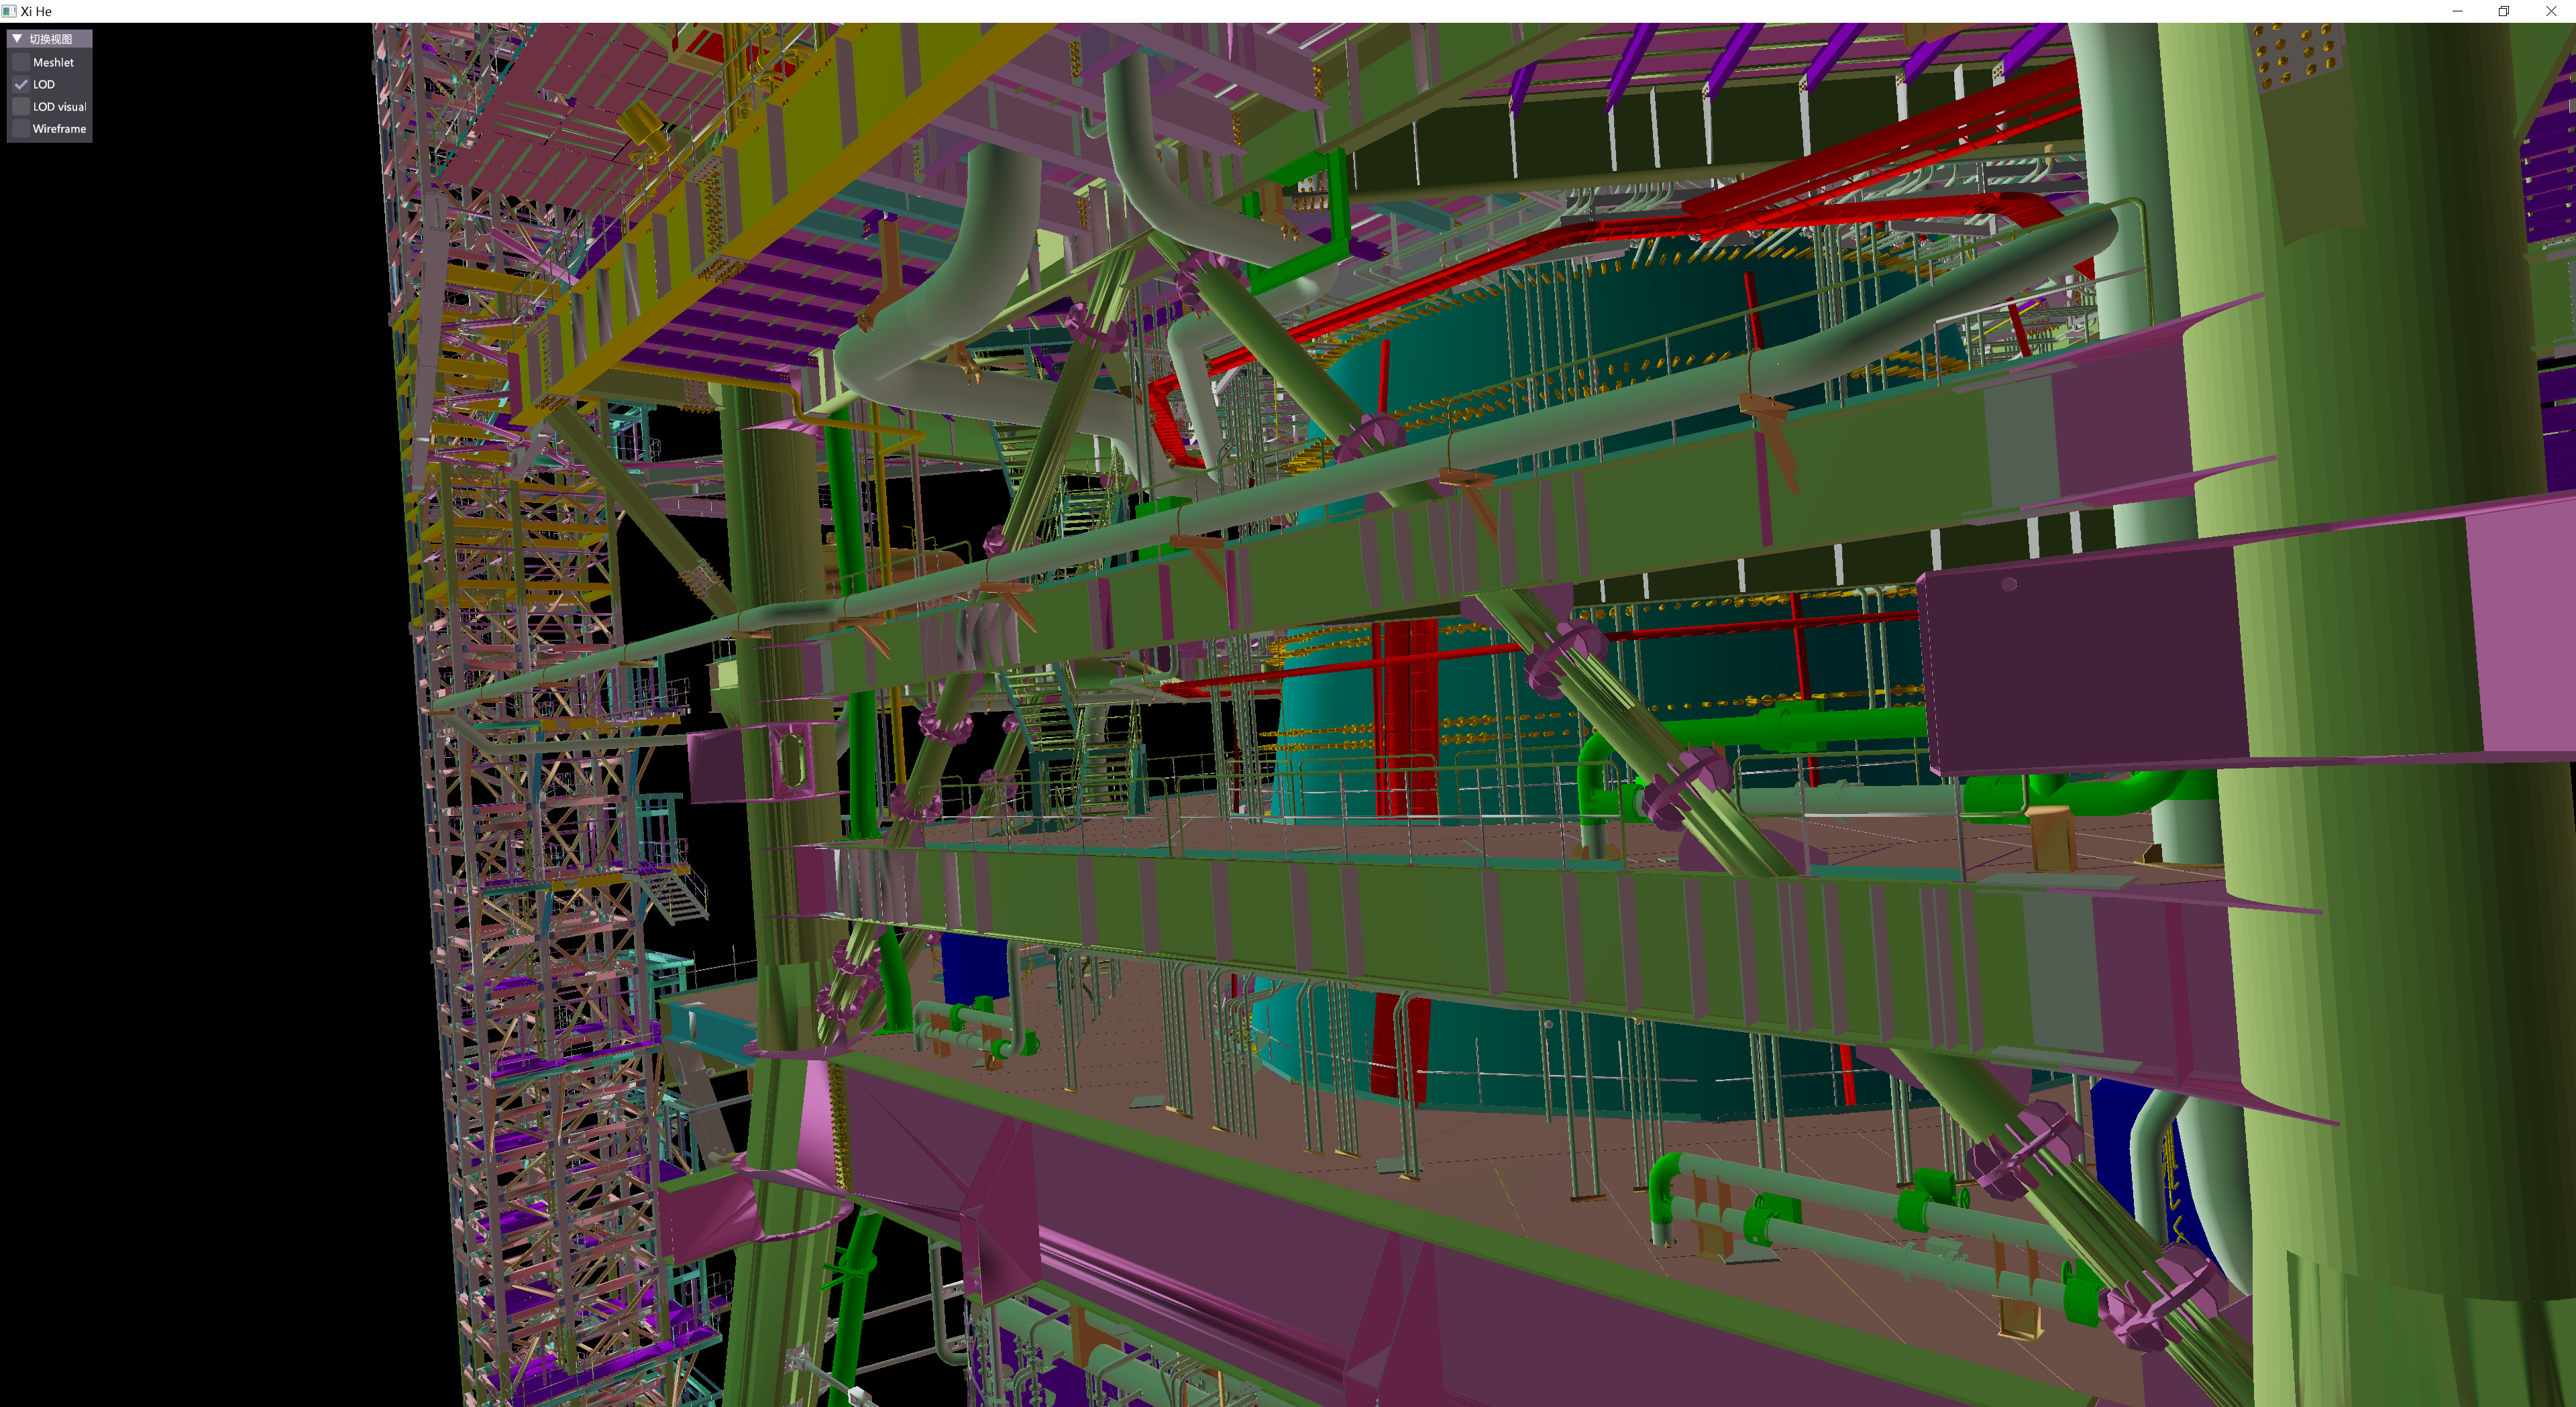 Xi He
切换视图
Meshlet
LOD
LOD visual
Wireframe